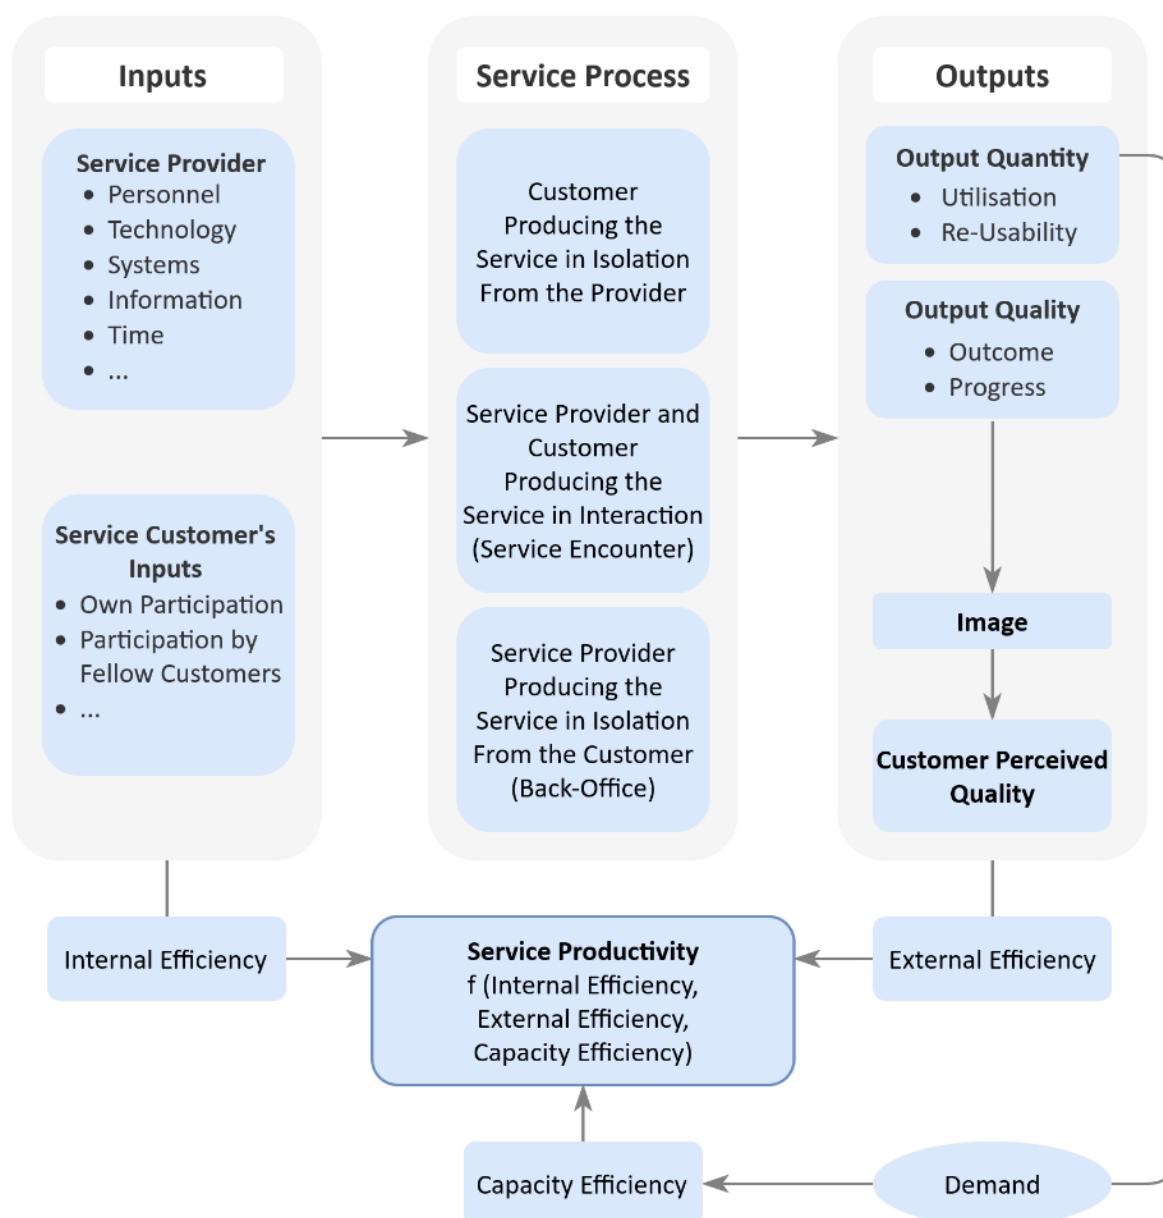 Inputs
Service Provider
• Personnel
• Technology
• Systems
• Information
• Time
• ...
Service Customer's
Inputs
• Own Participation
• Participation by
Fellow Customers
• ...
Service Process
Customer
Producing the
Service in Isolation
From the Provider
Service Provider and
Customer
Producing the
Service in Interaction
(Service Encounter)
Service Provider
Producing the
Service in Isolation
From the Customer
(Back-Office)
Outputs
Output Quantity
• Utilisation
• Re-Usability
Output Quality
• Outcome
• Progress
Image
Customer Perceived
Quality
Internal Efficiency
Service Productivity
f (Internal Efficiency,
External Efficiency,
Capacity Efficiency)
External Efficiency
Capacity Efficiency
Demand